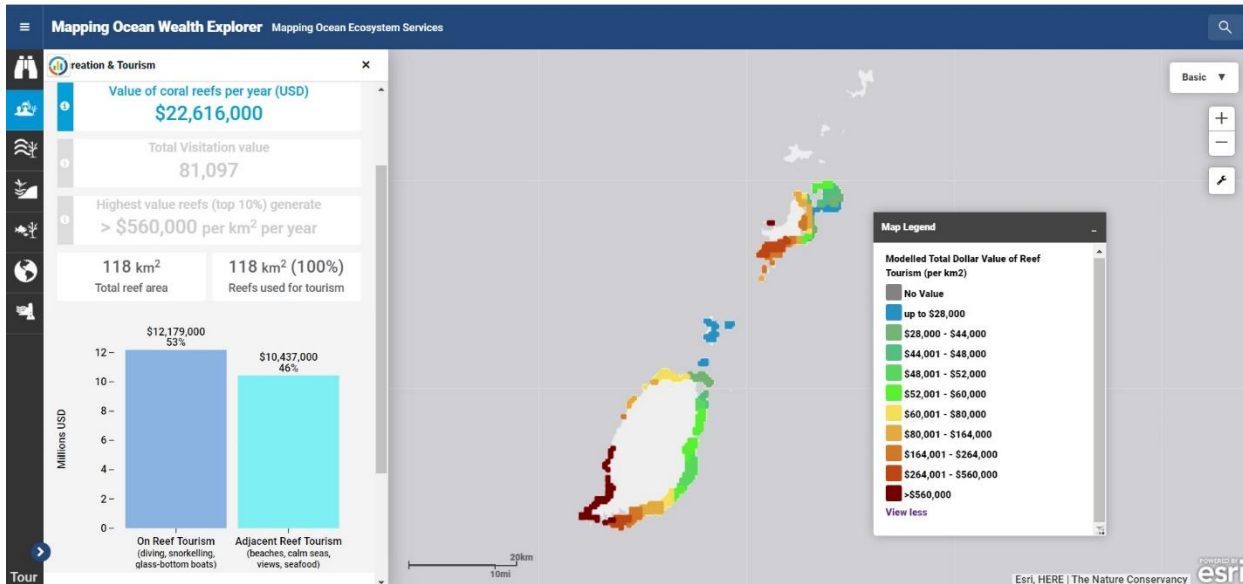 Mapping Ocean Wealth Explorer Mapping Ocean Ecosystem Services
reation & Tourism
×
Basic ▼
Value of coral reefs per year (USD)
$22,616,000
Total Visitation value
81,097
Highest value reefs (top 10%) generate
> $560,000 per km² per year
118 km²
Total reef area
118 km² (100%)
Reefs used for tourism
$12,179,000
53%
$10,437,000
46%
Millions USD
12
10
8
6
4
2
0
On Reef Tourism
(diving, snorkelling,
glass-bottom boats)
Adjacent Reef Tourism
(beaches, calm seas,
views, seafood)
Tour
Map Legend
Modelled Total Dollar Value of Reef
Tourism (per km2)
No Value
up to $28,000
$28,000 - $44,000
$44,001 - $48,000
$48,001 - $52,000
$52,001 - $60,000
$60,001 - $80,000
$80,001 - $164,000
$164,001 - $264,000
$264,001 - $560,000
>$560,000
View less
20km
10mi
Esri, HERE | The Nature Conservancy
POWERED BY
esri